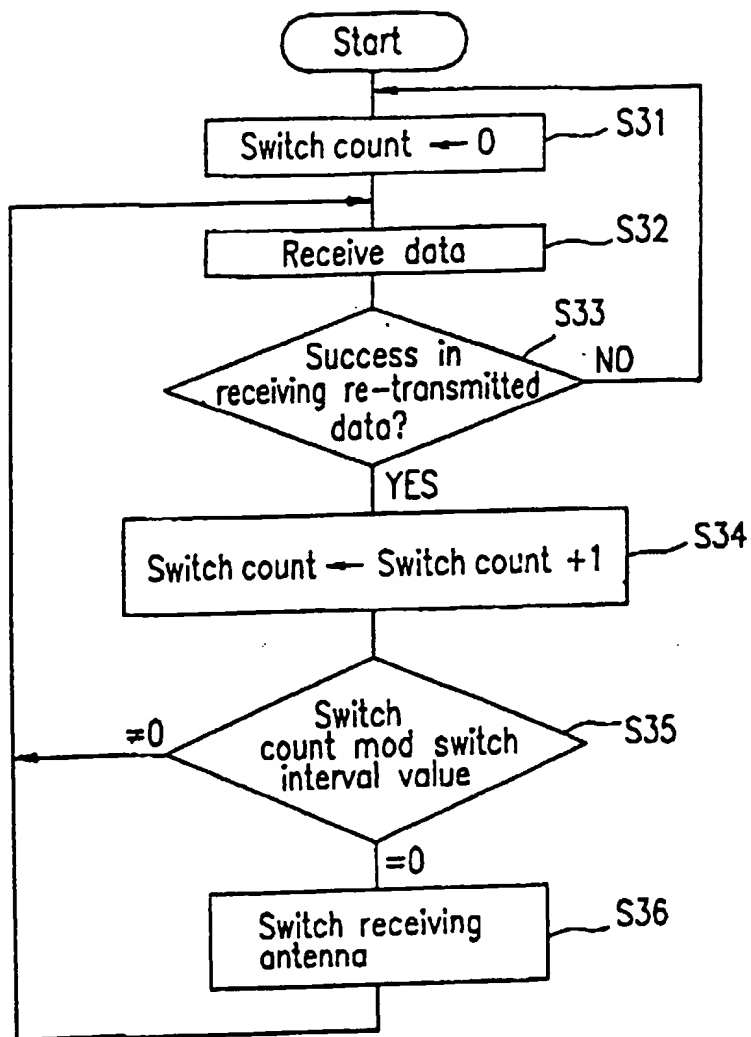 Start
Switch count ← 0
S31
Receive data
S32
S33
Success in
receiving re-transmitted
data?
NO
YES
Switch count ← Switch count +1
S34
≠0
Switch
count mod switch
interval value
S35
=0
Switch receiving
antenna
S36